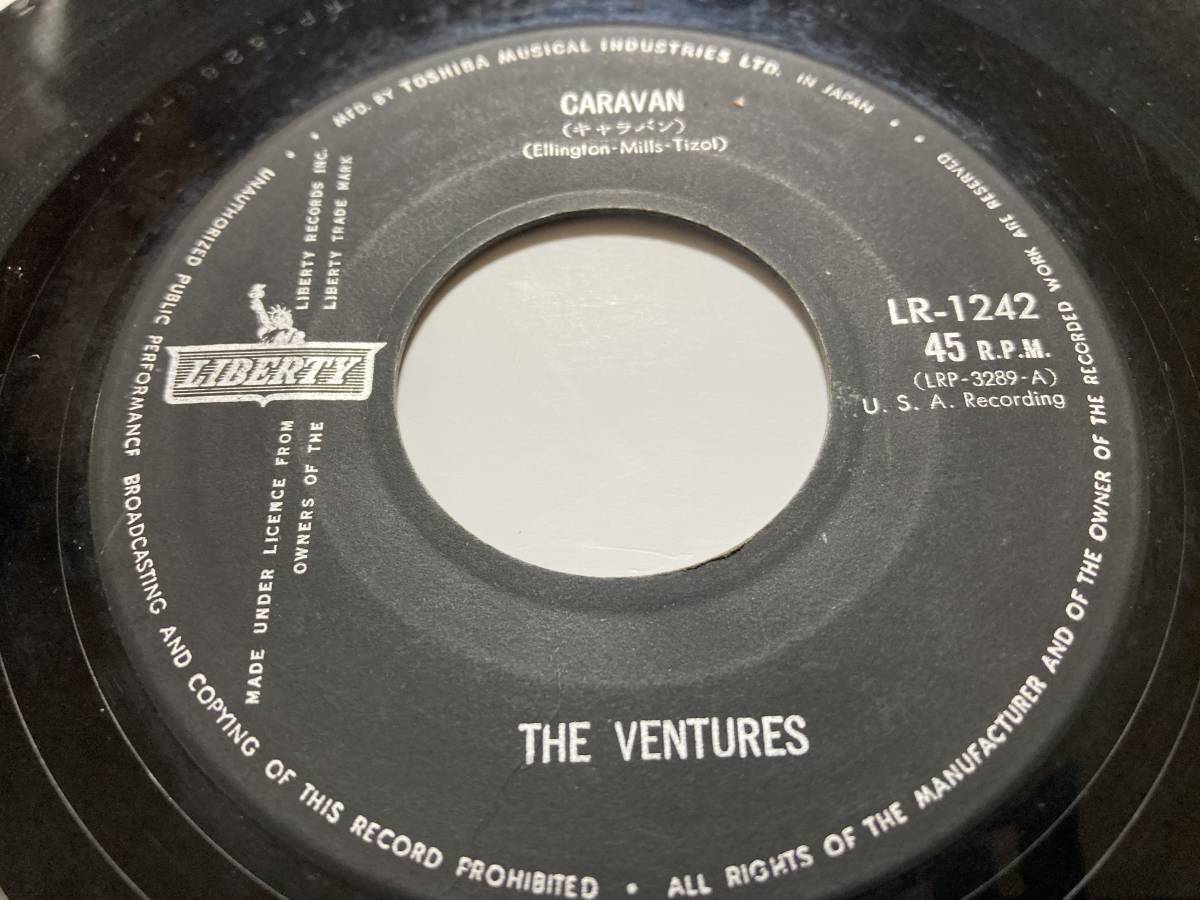 MFD. BY TOSHIBA MUSICAL INDUSTRIES LTD. IN JAPAN
CARAVAN
(キャラバン)
(Ellington-Mills-Tizol)
LIBERTY RECORDS INC.
LIBERTY TRADE MARK
LIBERTY
MADE UNDER LICENCE FROM
OWNERS OF THE
LR-1242
45 R.P.M.
(LRP-3289-A)
U. S. A. Recording
THE VENTURES
UNAUTHORIZED PUBLIC PERFORMANCE BROADCASTING AND COPYING OF THIS RECORD PROHIBITED • ALL RIGHTS OF THE MANUFACTURER AND OF THE OWNER OF THE RECORDED WORK ARE RESERVED